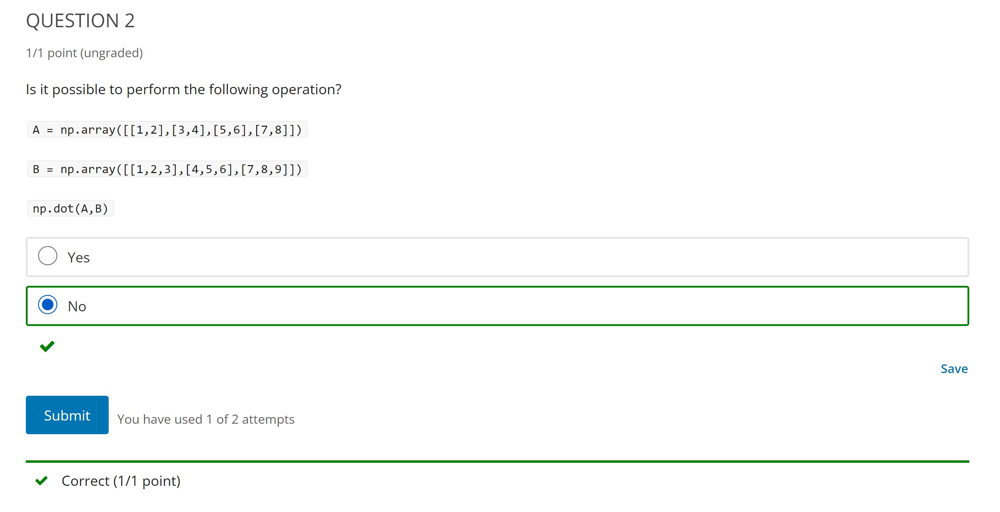 QUESTION 2
1/1 point (ungraded)
Is it possible to perform the following operation?
A = np.array([[1,2],[3,4],[5,6],[7,8]])
B = np.array([[1,2,3],[4,5,6],[7,8,9]])
np.dot(A,B)
Yes
No
Save
Submit
You have used 1 of 2 attempts
Correct (1/1 point)